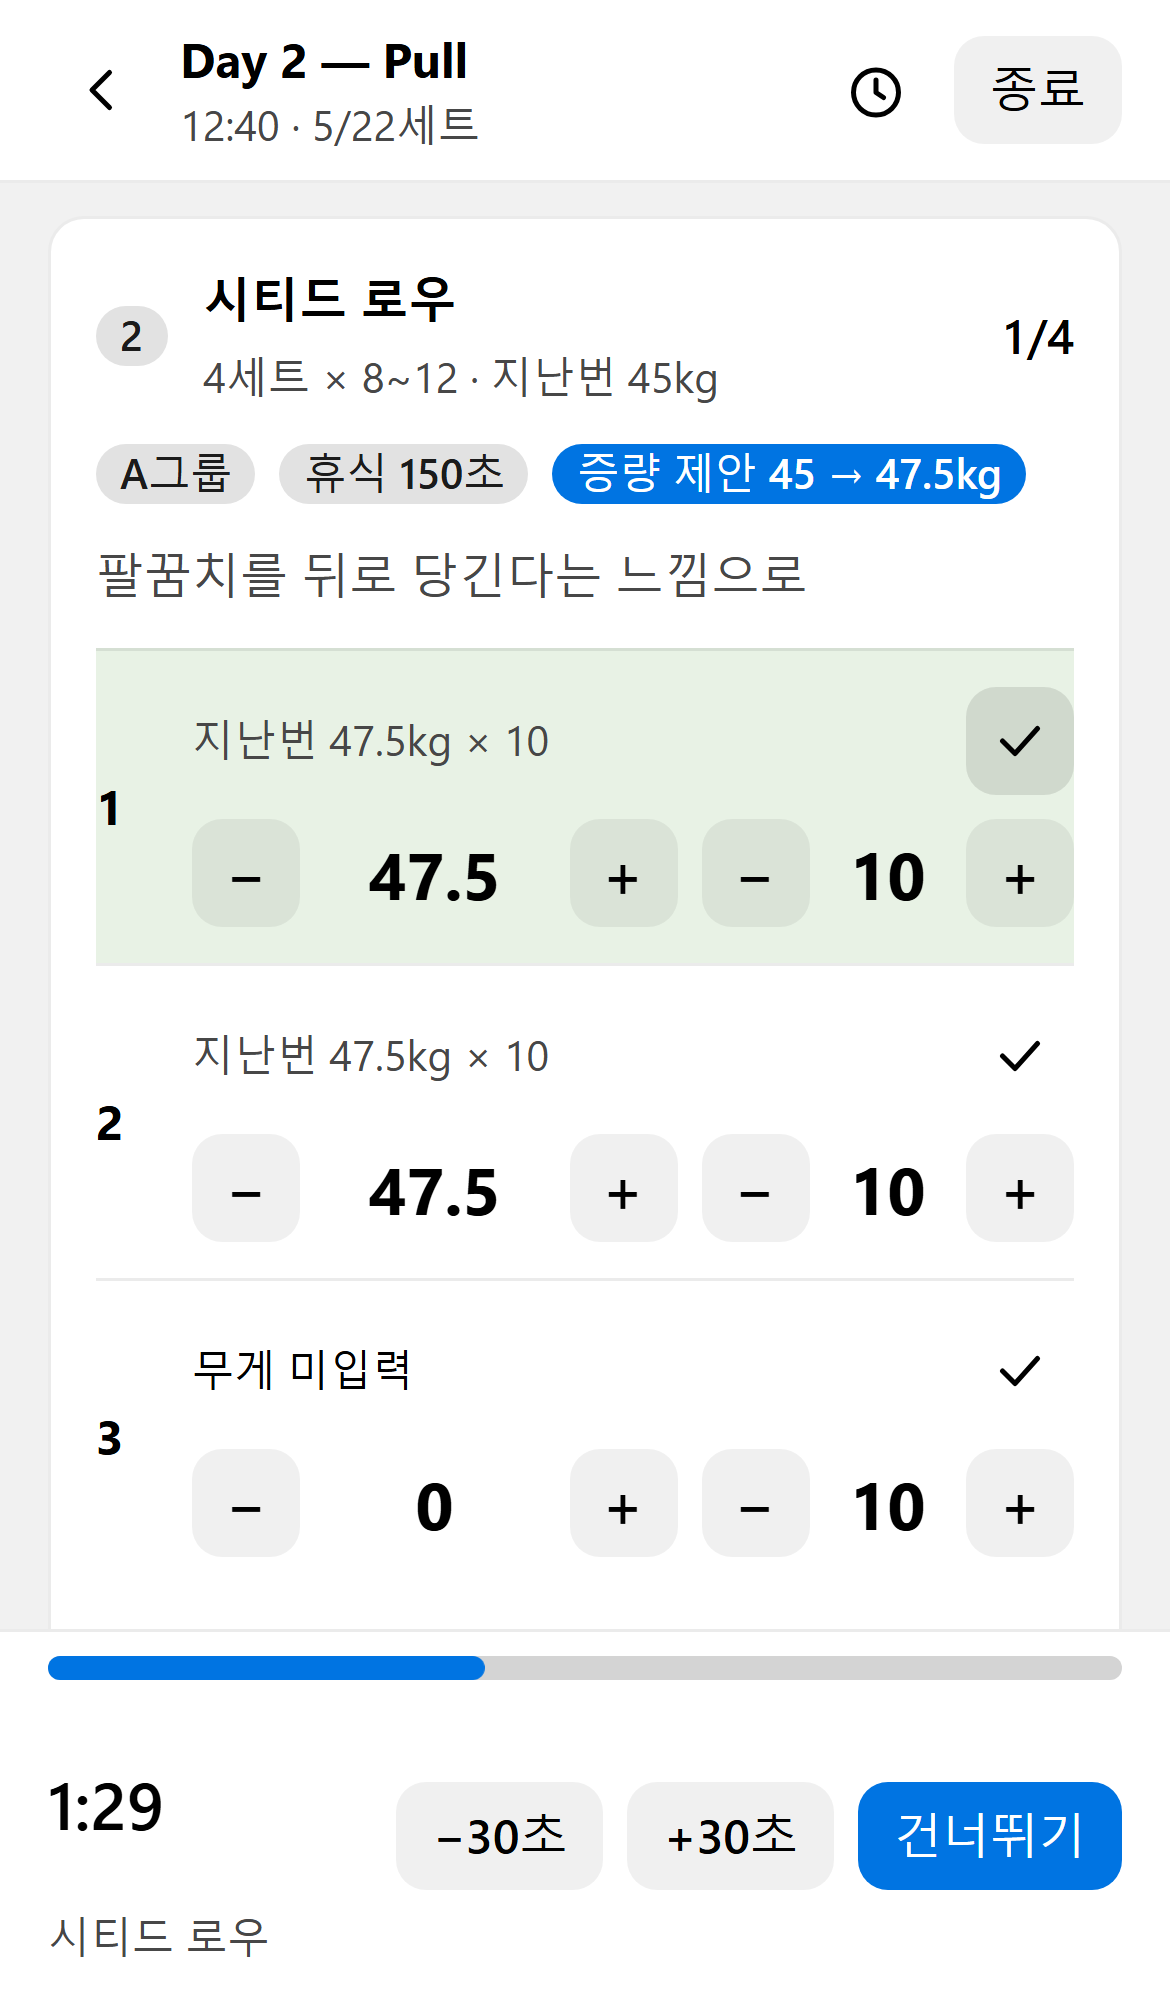 Day 2 — Pull
12:40 · 5/22세트
종료
2
시티드 로우
4세트 × 8~12 · 지난번 45kg
1/4
A그룹
휴식 150초
증량 제안 45 → 47.5kg
팔꿈치를 뒤로 당긴다는 느낌으로
지난번 47.5kg × 10
1
− 47.5 + − 10 +
지난번 47.5kg × 10
2
− 47.5 + − 10 +
무게 미입력
3
− 0 + − 10 +
1:29
−30초
+30초
건너뛰기
시티드 로우